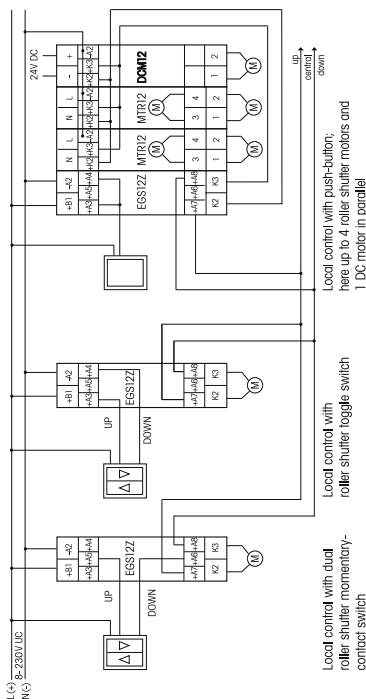 L(+) 8-230V UC
N(-)
+B1 -A2
+A3+A5+A4
EGS12Z
+A7+A6+A8
K2 K3
M
UP
DOWN
Local control with dual
roller shutter momentary-
contact switch
+B1 -A2
+A3+A5+A4
EGS12Z
+A7+A6+A8
K2 K3
M
UP
DOWN
Local control with
roller shutter toggle switch
+B1 -A2
+A3+A5+A4
EGS12Z
+A7+A6+A8
K2 K3
N L
+K2+K3-A2
MTR12
M
3 4
1 2
M
N L
+K2+K3-A2
MTR12
M
3 4
1 2
M
24V DC
- +
+K2+K3-A2
DCM12
1 2
M
up
central
down
Local control with push-button;
here up to 4 roller shutter motors and
1 DC motor in parallel